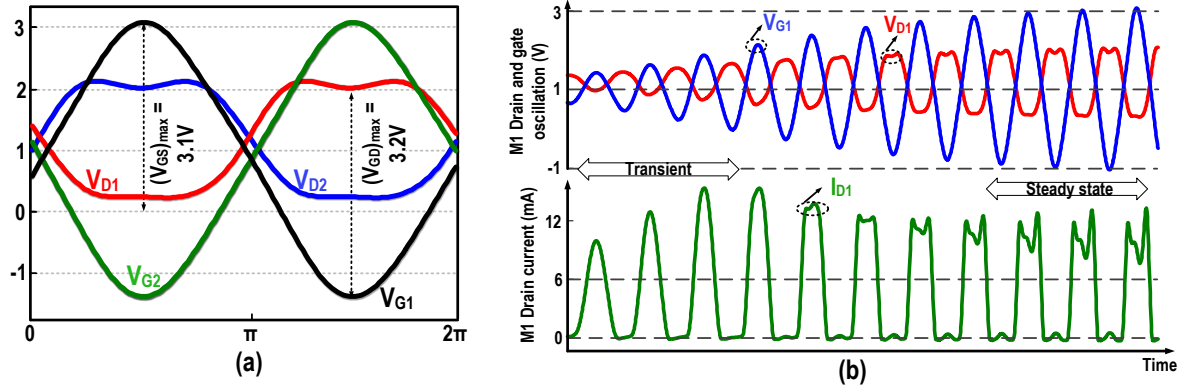 3
2
1
0
-1
V_D1
V_D2
V_G2
V_G1
(V_GS)_max =
3.1V
(V_GD)_max =
3.2V
0
π
2π
(a)
M1 Drain and gate
oscillation (V)
3
1
-1
V_G1
V_D1
Transient
Steady state
M1 Drain current (mA)
12
6
0
I_D1
Time
(b)